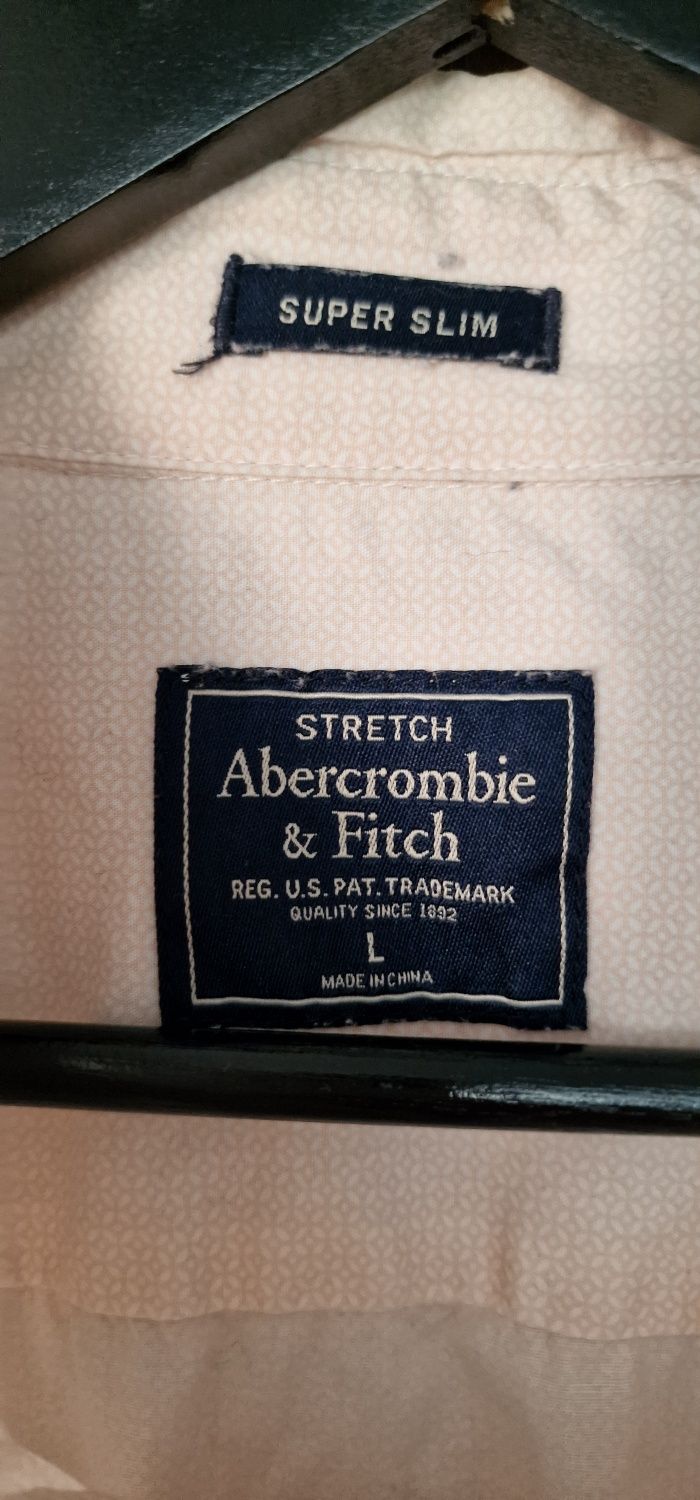 SUPER SLIM
STRETCH
Abercrombie
& Fitch
REG. U.S. PAT. TRADEMARK
QUALITY SINCE 1892
L
MADE IN CHINA